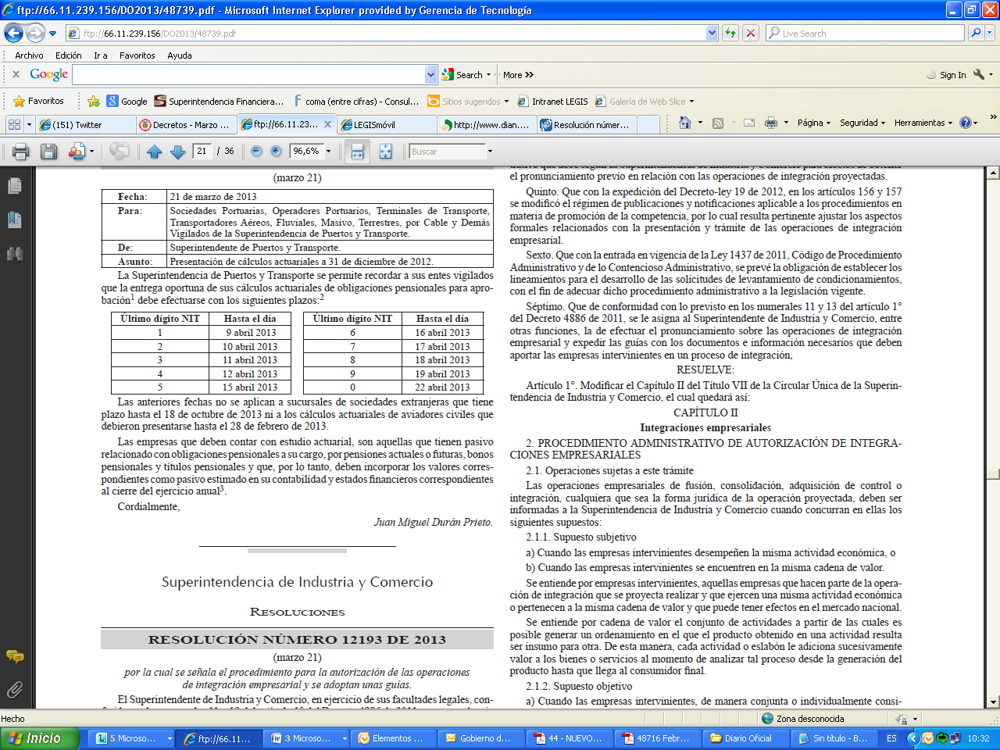 ftp://66.11.239.156/DO2013/48739.pdf - Microsoft Internet Explorer provided by Gerencia de Tecnología
ftp://66.11.239.156/DO2013/48739.pdf
Live Search
Archivo Edición Ir a Favoritos Ayuda
x Google Search More >> Sign In
Favoritos Google Superintendencia Financiera... coma (entre cifras) - Consul... Sitios sugeridos Intranet LEGIS Galería de Web Slice
(151) Twitter Decretos - Marzo ... ftp://66.11.23... LEGISmóvil http://www.dian.... Resolución númer... Página Seguridad Herramientas
21 / 36 96,6% Buscar
(marzo 21)
Fecha: 21 de marzo de 2013
Para: Sociedades Portuarias, Operadores Portuarios, Terminales de Transporte,
Transportadores Aéreos, Fluviales, Masivo, Terrestres, por Cable y Demás
Vigilados de la Superintendencia de Puertos y Transporte.
De: Superintendente de Puertos y Transporte.
Asunto: Presentación de cálculos actuariales a 31 de diciembre de 2012.
La Superintendencia de Puertos y Transporte se permite recordar a sus entes vigilados
que la entrega oportuna de sus cálculos actuariales de obligaciones pensionales para apro-
bación1 debe efectuarse con los siguientes plazos:2
Último dígito NIT Hasta el día Último dígito NIT Hasta el día
1 9 abril 2013 6 16 abril 2013
2 10 abril 2013 7 17 abril 2013
3 11 abril 2013 8 18 abril 2013
4 12 abril 2013 9 19 abril 2013
5 15 abril 2013 0 22 abril 2013
Las anteriores fechas no se aplican a sucursales de sociedades extranjeras que tiene
plazo hasta el 18 de octubre de 2013 ni a los cálculos actuariales de aviadores civiles que
debieron presentarse hasta el 28 de febrero de 2013.
Las empresas que deben contar con estudio actuarial, son aquellas que tienen pasivo
relacionado con obligaciones pensionales a su cargo, por pensiones actuales o futuras, bonos
pensionales y títulos pensionales y que, por lo tanto, deben incorporar los valores corres-
pondientes como pasivo estimado en su contabilidad y estados financieros correspondientes
al cierre del ejercicio anual3.
Cordialmente,
Juan Miguel Durán Prieto.
Superintendencia de Industria y Comercio
RESOLUCIONES
RESOLUCIÓN NÚMERO 12193 DE 2013
(marzo 21)
por la cual se señala el procedimiento para la autorización de las operaciones
de integración empresarial y se adoptan unas guías.
El Superintendente de Industria y Comercio, en ejercicio de sus facultades legales, con-
trativo que debe seguir la Superintendencia de Industria y Comercio para efectos de obtener
el pronunciamiento previo en relación con las operaciones de integración proyectadas.
Quinto. Que con la expedición del Decreto-ley 19 de 2012, en los artículos 156 y 157
se modificó el régimen de publicaciones y notificaciones aplicable a los procedimientos en
materia de promoción de la competencia, por lo cual resulta pertinente ajustar los aspectos
formales relacionados con la presentación y trámite de las operaciones de integración
empresarial.
Sexto. Que con la entrada en vigencia de la Ley 1437 de 2011, Código de Procedimiento
Administrativo y de lo Contencioso Administrativo, se prevé la obligación de establecer los
lineamientos para el desarrollo de las solicitudes de levantamiento de condicionamientos,
con el fin de adecuar dicho procedimiento administrativo a la legislación vigente.
Séptimo. Que de conformidad con lo previsto en los numerales 11 y 13 del artículo 1°
del Decreto 4886 de 2011, se le asigna al Superintendente de Industria y Comercio, entre
otras funciones, la de efectuar el pronunciamiento sobre las operaciones de integración
empresarial y expedir las guías con los documentos e información necesarios que deben
aportar las empresas intervinientes en un proceso de integración,
RESUELVE:
Artículo 1°. Modificar el Capítulo II del Título VII de la Circular Única de la Superin-
tendencia de Industria y Comercio, el cual quedará así:
CAPÍTULO II
Integraciones empresariales
2. PROCEDIMIENTO ADMINISTRATIVO DE AUTORIZACIÓN DE INTEGRA-
CIONES EMPRESARIALES
2.1. Operaciones sujetas a este trámite
Las operaciones empresariales de fusión, consolidación, adquisición de control o
integración, cualquiera que sea la forma jurídica de la operación proyectada, deben ser
informadas a la Superintendencia de Industria y Comercio cuando concurran en ellas los
siguientes supuestos:
2.1.1. Supuesto subjetivo
a) Cuando las empresas intervinientes desempeñen la misma actividad económica, o
b) Cuando las empresas intervinientes se encuentren en la misma cadena de valor.
Se entiende por empresas intervinientes, aquellas empresas que hacen parte de la opera-
ción de integración que se proyecta realizar y que ejercen una misma actividad económica
o pertenecen a la misma cadena de valor y que puede tener efectos en el mercado nacional.
Se entiende por cadena de valor el conjunto de actividades a partir de las cuales es
posible generar un ordenamiento en el que el producto obtenido en una actividad resulta
ser insumo para otra. De esta manera, cada actividad o eslabón le adiciona sucesivamente
valor a los bienes o servicios al momento de analizar tal proceso desde la generación del
producto hasta que llega al consumidor final.
2.1.2. Supuesto objetivo
a) Cuando las empresas intervinientes, de manera conjunta o individualmente consi-
Hecho Zona desconocida
Inicio 5 Microso... ftp://66.11... 3 Microso... Elementos ... Gobierno d... 44 - NUEVO... 48716 Febr... Diario Oficial Sin título - B... ES 10:32